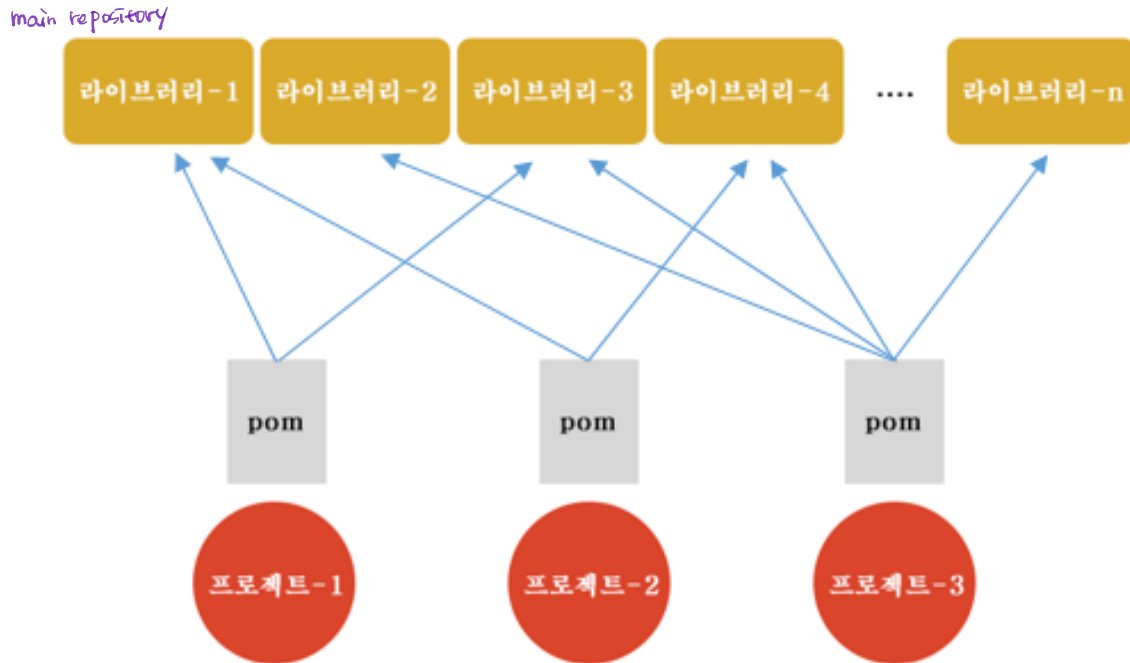 main repository
라이브러리-1 라이브러리-2 라이브러리-3 라이브러리-4 .... 라이브러리-n
pom pom pom
프로젝트-1 프로젝트-2 프로젝트-3